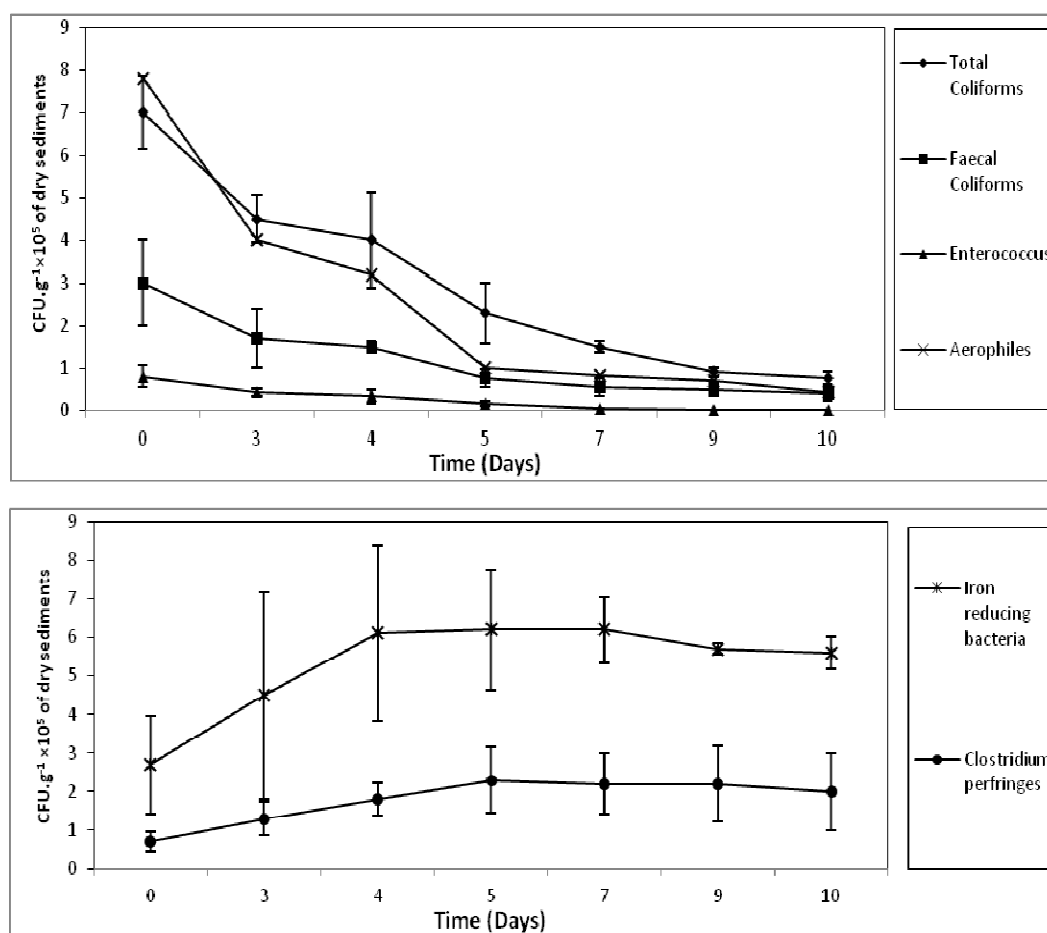 9
8
7
6
5
4
3
2
1
0
CFU.g⁻¹×10⁵ of dry sediments
0 3 4 5 7 9 10
Time (Days)
Total
Coliforms
Faecal
Coliforms
Enterococcus
Aerophiles
9
8
7
6
5
4
3
2
1
0
CFU.g⁻¹ ×10⁵ of dry sediments
0 3 4 5 7 9 10
Time (Days)
Iron
reducing
bacteria
Clostridium
perfringes